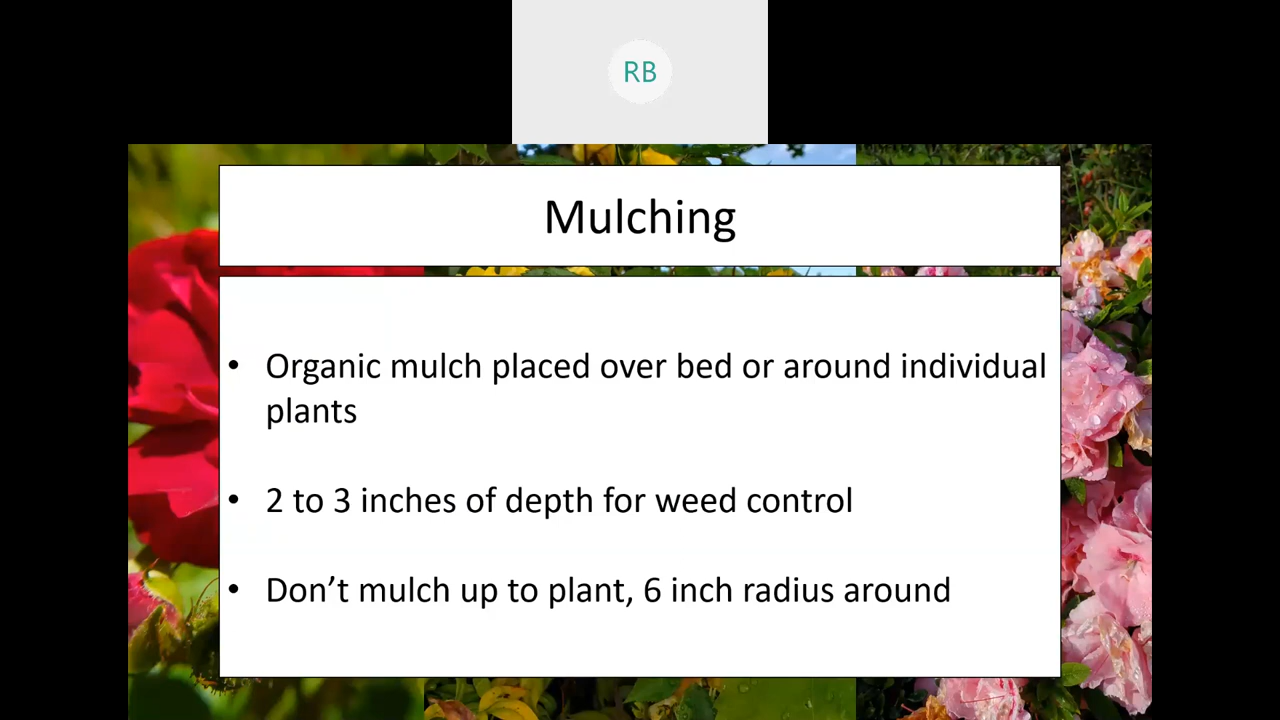 RB
Mulching
• Organic mulch placed over bed or around individual
plants
• 2 to 3 inches of depth for weed control
• Don’t mulch up to plant, 6 inch radius around